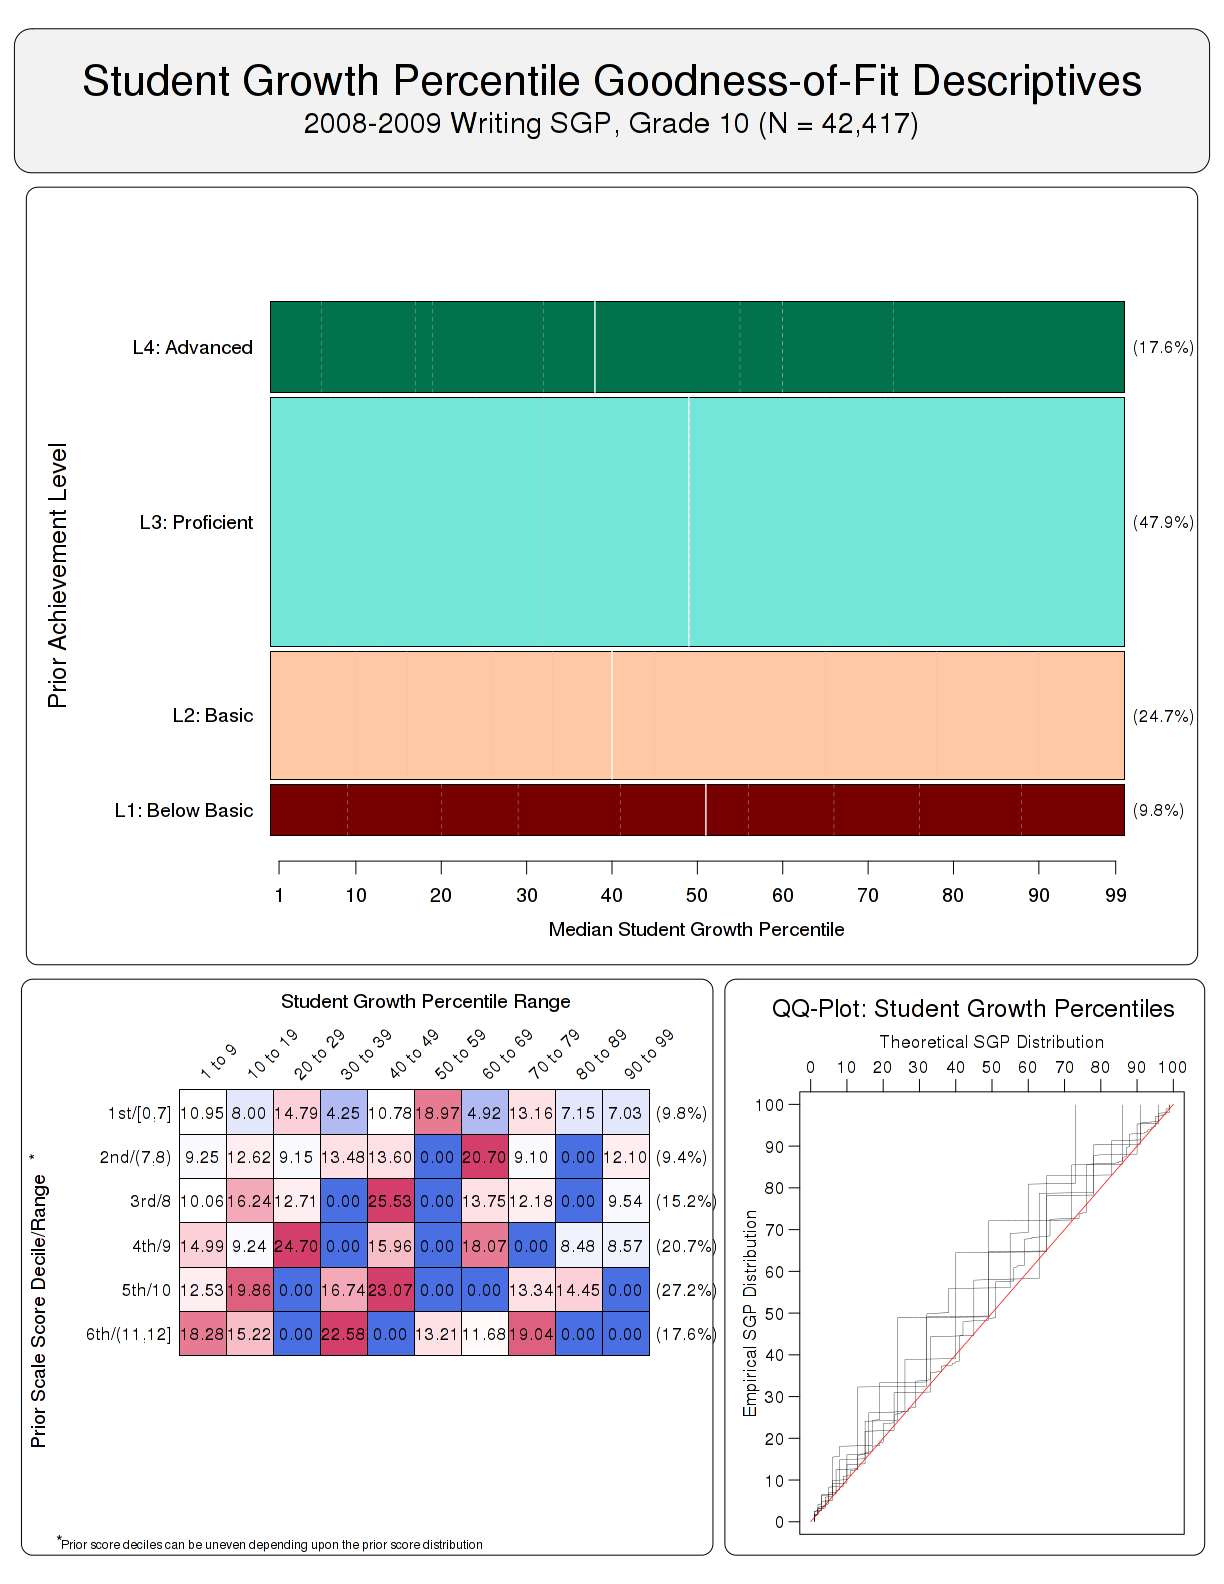 Student Growth Percentile Goodness-of-Fit Descriptives
2008-2009 Writing SGP, Grade 10 (N = 42,417)
Prior Achievement Level
L4: Advanced (17.6%)
L3: Proficient (47.9%)
L2: Basic (24.7%)
L1: Below Basic (9.8%)
1 10 20 30 40 50 60 70 80 90 99
Median Student Growth Percentile
Student Growth Percentile Range
1 to 9 10 to 19 20 to 29 30 to 39 40 to 49 50 to 59 60 to 69 70 to 79 80 to 89 90 to 99
Prior Scale Score Decile/Range *
1st/[0,7] 10.95 8.00 14.79 4.25 10.78 18.97 4.92 13.16 7.15 7.03 (9.8%)
2nd/(7,8) 9.25 12.62 9.15 13.48 13.60 0.00 20.70 9.10 0.00 12.10 (9.4%)
3rd/8 10.06 16.24 12.71 0.00 25.53 0.00 13.75 12.18 0.00 9.54 (15.2%)
4th/9 14.99 9.24 24.70 0.00 15.96 0.00 18.07 0.00 8.48 8.57 (20.7%)
5th/10 12.53 19.86 0.00 16.74 23.07 0.00 0.00 13.34 14.45 0.00 (27.2%)
6th/(11,12] 18.28 15.22 0.00 22.58 0.00 13.21 11.68 19.04 0.00 0.00 (17.6%)
*Prior score deciles can be uneven depending upon the prior score distribution
QQ-Plot: Student Growth Percentiles
Theoretical SGP Distribution
0 10 20 30 40 50 60 70 80 90 100
Empirical SGP Distribution
100
90
80
70
60
50
40
30
20
10
0